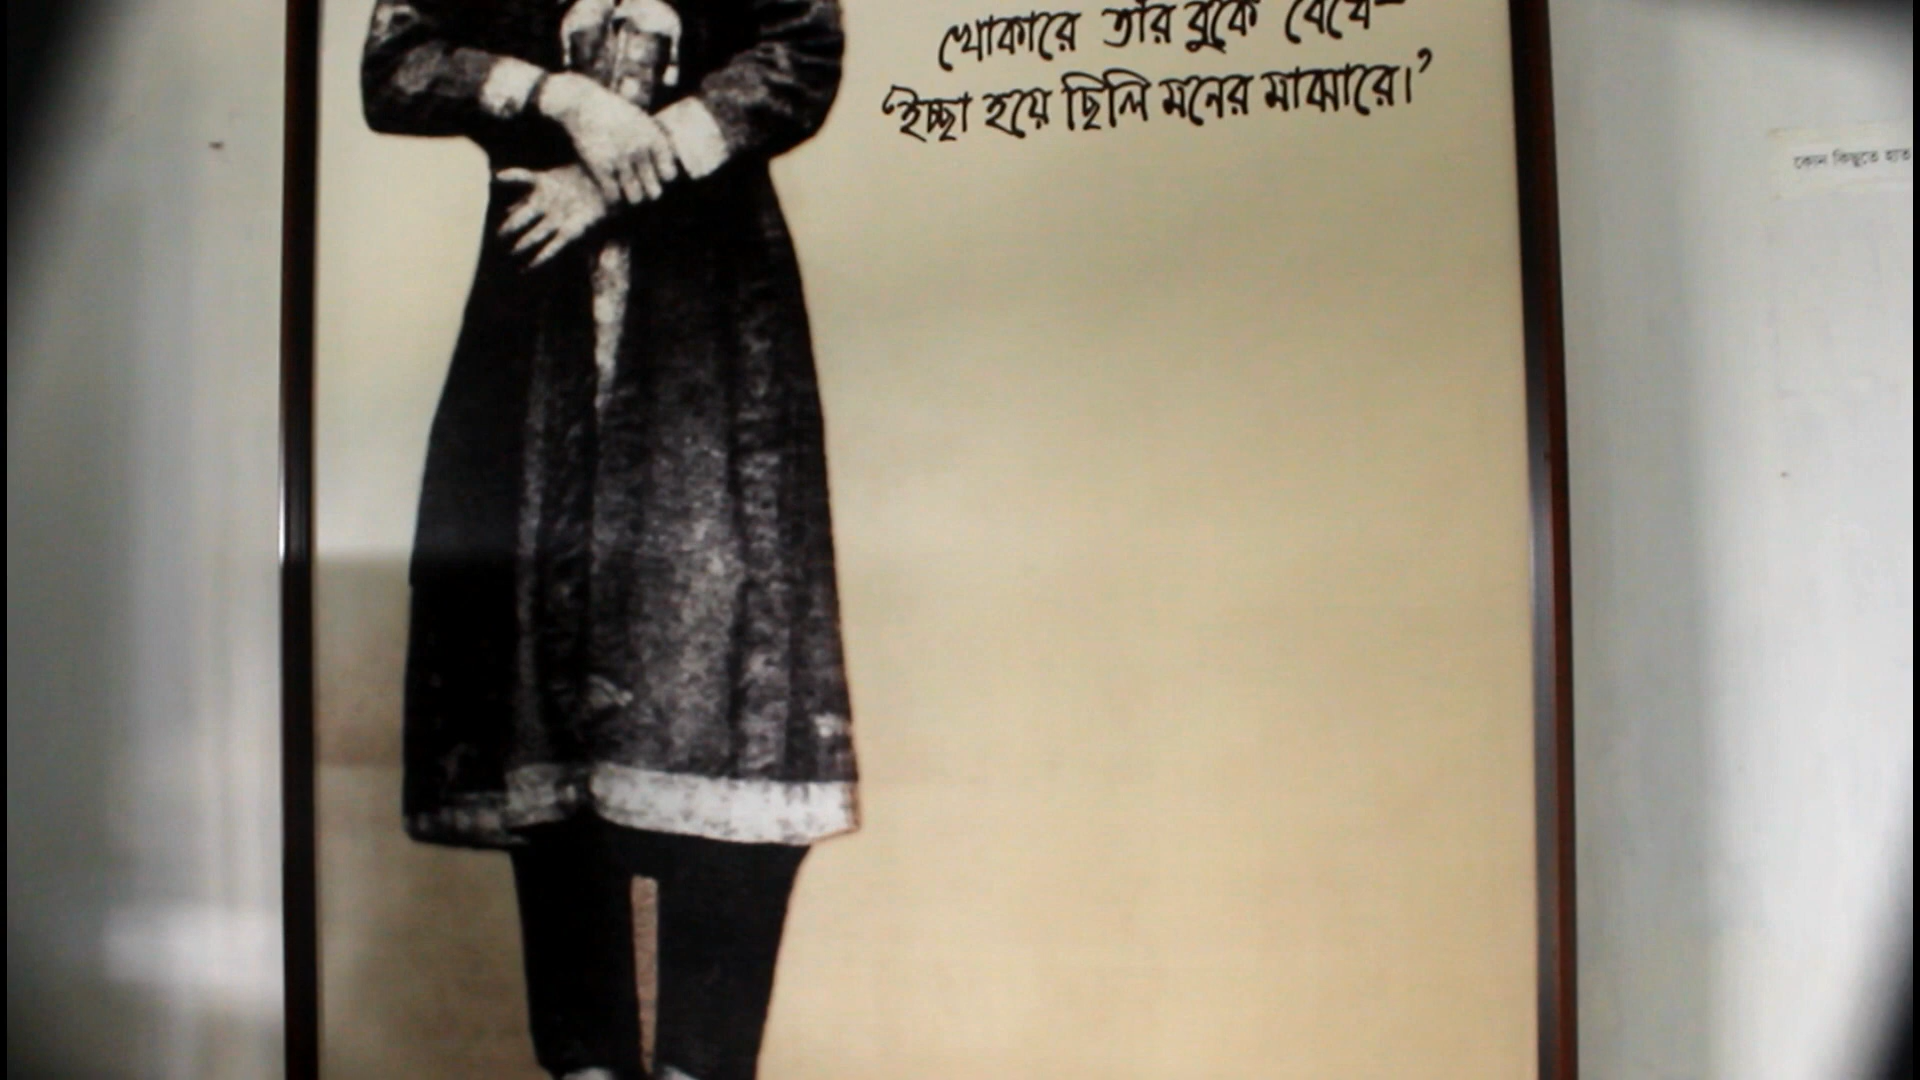 খোকারে তার বুকে বেঁধে–
‘ইচ্ছা হয়ে ছিলি মনের মাঝারে।’
কোন কিছুতে হাত